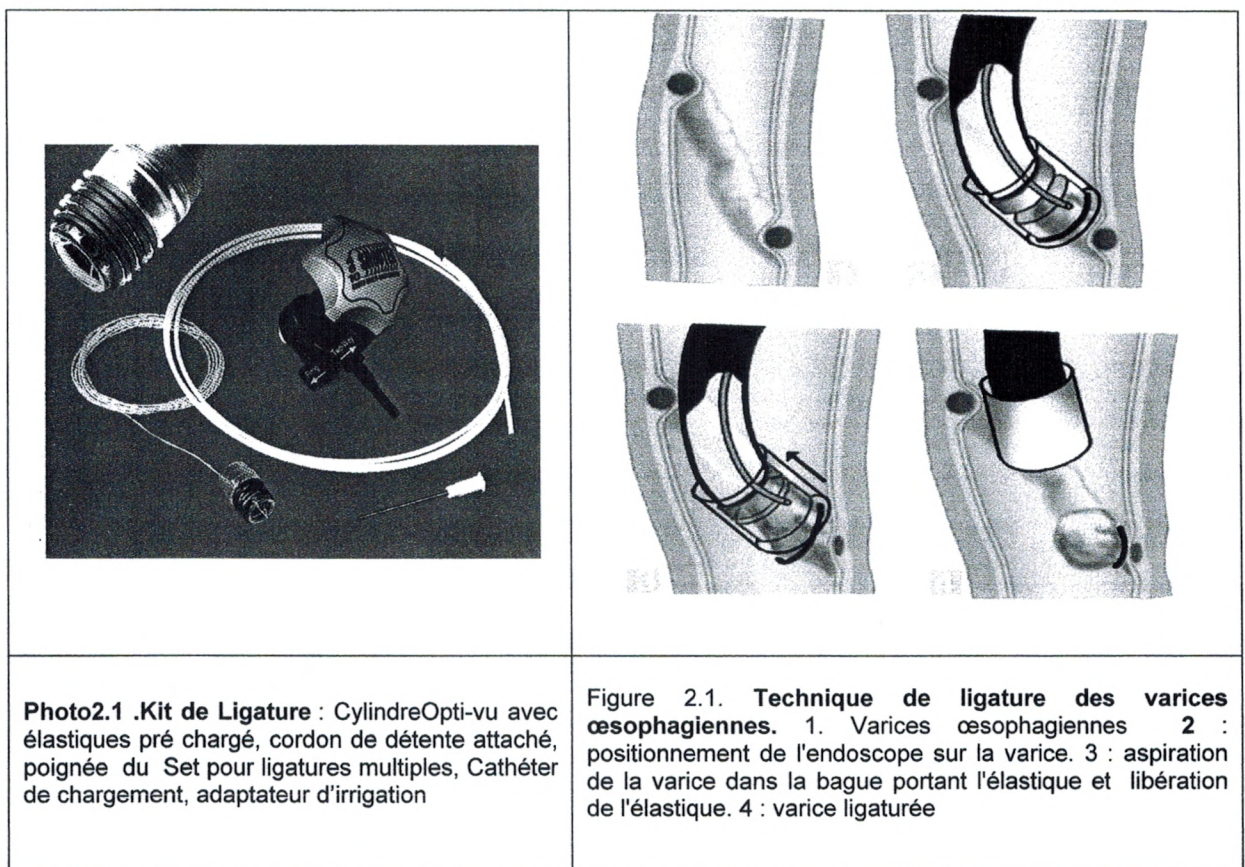 Photo2.1 .Kit de Ligature : CylindreOpti-vu avec
élastiques pré chargé, cordon de détente attaché,
poignée du Set pour ligatures multiples, Cathéter
de chargement, adaptateur d'irrigation
Figure 2.1. Technique de ligature des varices
œsophagiennes. 1. Varices œsophagiennes 2 :
positionnement de l'endoscope sur la varice. 3 : aspiration
de la varice dans la bague portant l'élastique et libération
de l'élastique. 4 : varice ligaturée